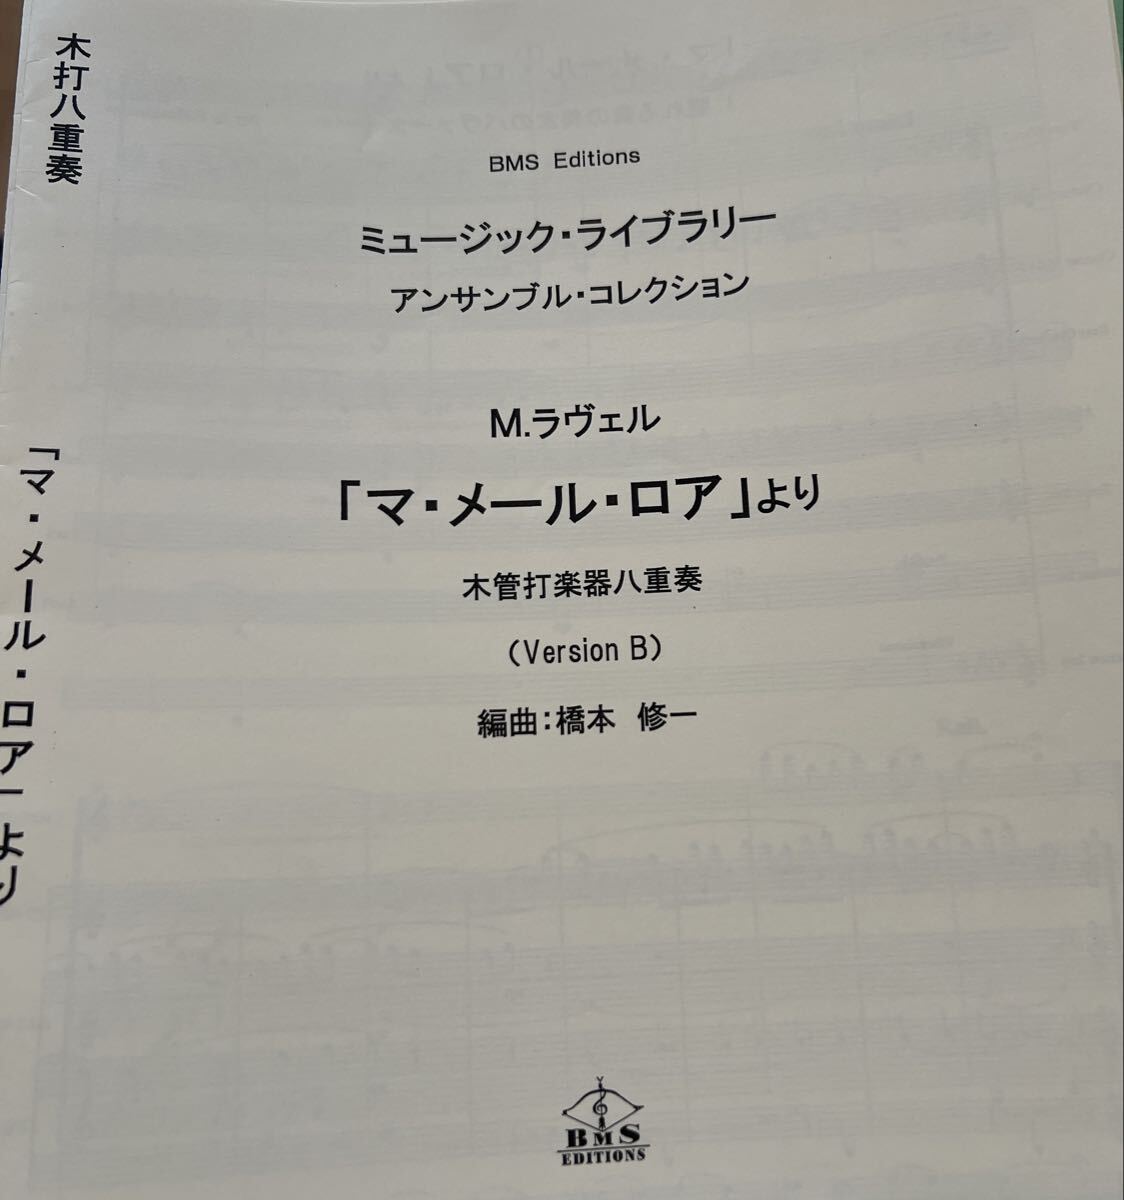 木打八重奏
「マ・メール・ロア」より
BMS Editions
ミュージック・ライブラリー
アンサンブル・コレクション
M.ラヴェル
「マ・メール・ロア」より
木管打楽器八重奏
（Version B）
編曲：橋本 修一
BMS
EDITIONS